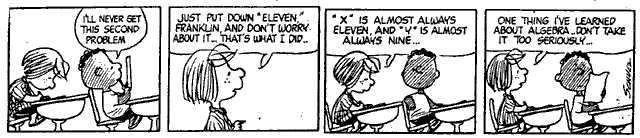 I'LL NEVER GET
THIS SECOND
PROBLEM
JUST PUT DOWN "ELEVEN,"
FRANKLIN, AND DON'T WORRY
ABOUT IT... THAT'S WHAT I DID...
"X" IS ALMOST ALWAYS
ELEVEN, AND "Y" IS ALMOST
ALWAYS NINE...
ONE THING I'VE LEARNED
ABOUT ALGEBRA...DON'T TAKE
IT TOO SERIOUSLY...
SCHULZ